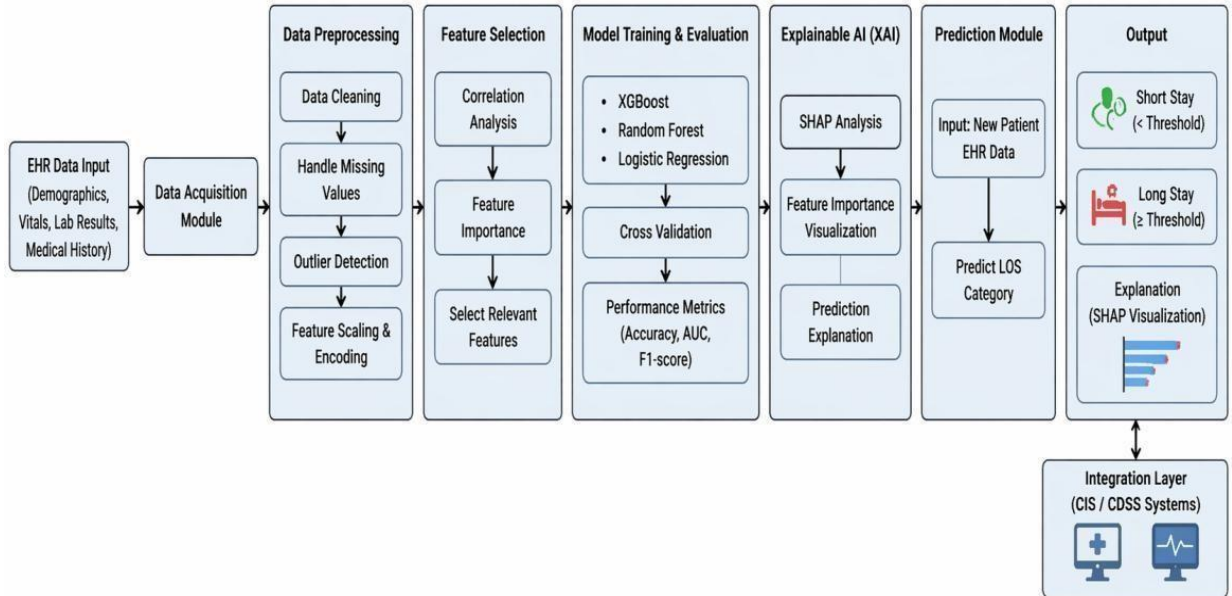 EHR Data Input
(Demographics,
Vitals, Lab Results,
Medical History)
Data Acquisition
Module
Data Preprocessing
Data Cleaning
Handle Missing
Values
Outlier Detection
Feature Scaling &
Encoding
Feature Selection
Correlation
Analysis
Feature
Importance
Select Relevant
Features
Model Training & Evaluation
• XGBoost
• Random Forest
• Logistic Regression
Cross Validation
Performance Metrics
(Accuracy, AUC,
F1-score)
Explainable AI (XAI)
SHAP Analysis
Feature Importance
Visualization
Prediction
Explanation
Prediction Module
Input: New Patient
EHR Data
Predict LOS
Category
Output
Short Stay
(< Threshold)
Long Stay
(≥ Threshold)
Explanation
(SHAP Visualization)
Integration Layer
(CIS / CDSS Systems)